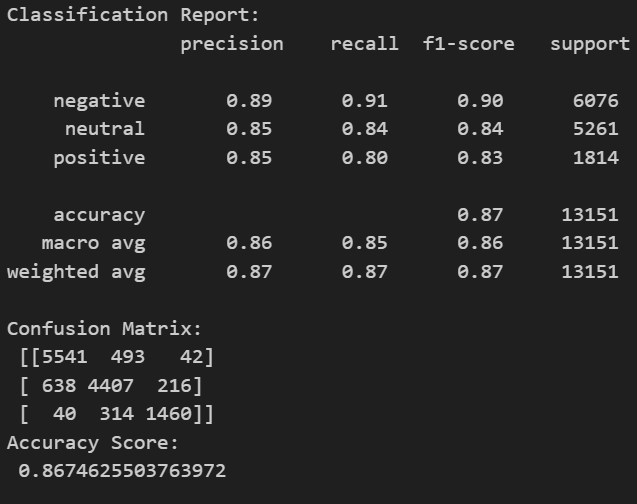 Classification Report:
              precision    recall  f1-score   support

    negative       0.89      0.91      0.90      6076
     neutral       0.85      0.84      0.84      5261
    positive       0.85      0.80      0.83      1814

    accuracy                           0.87     13151
   macro avg       0.86      0.85      0.86     13151
weighted avg       0.87      0.87      0.87     13151

Confusion Matrix:
 [[5541  493   42]
 [ 638 4407  216]
 [  40  314 1460]]
Accuracy Score:
 0.8674625503763972